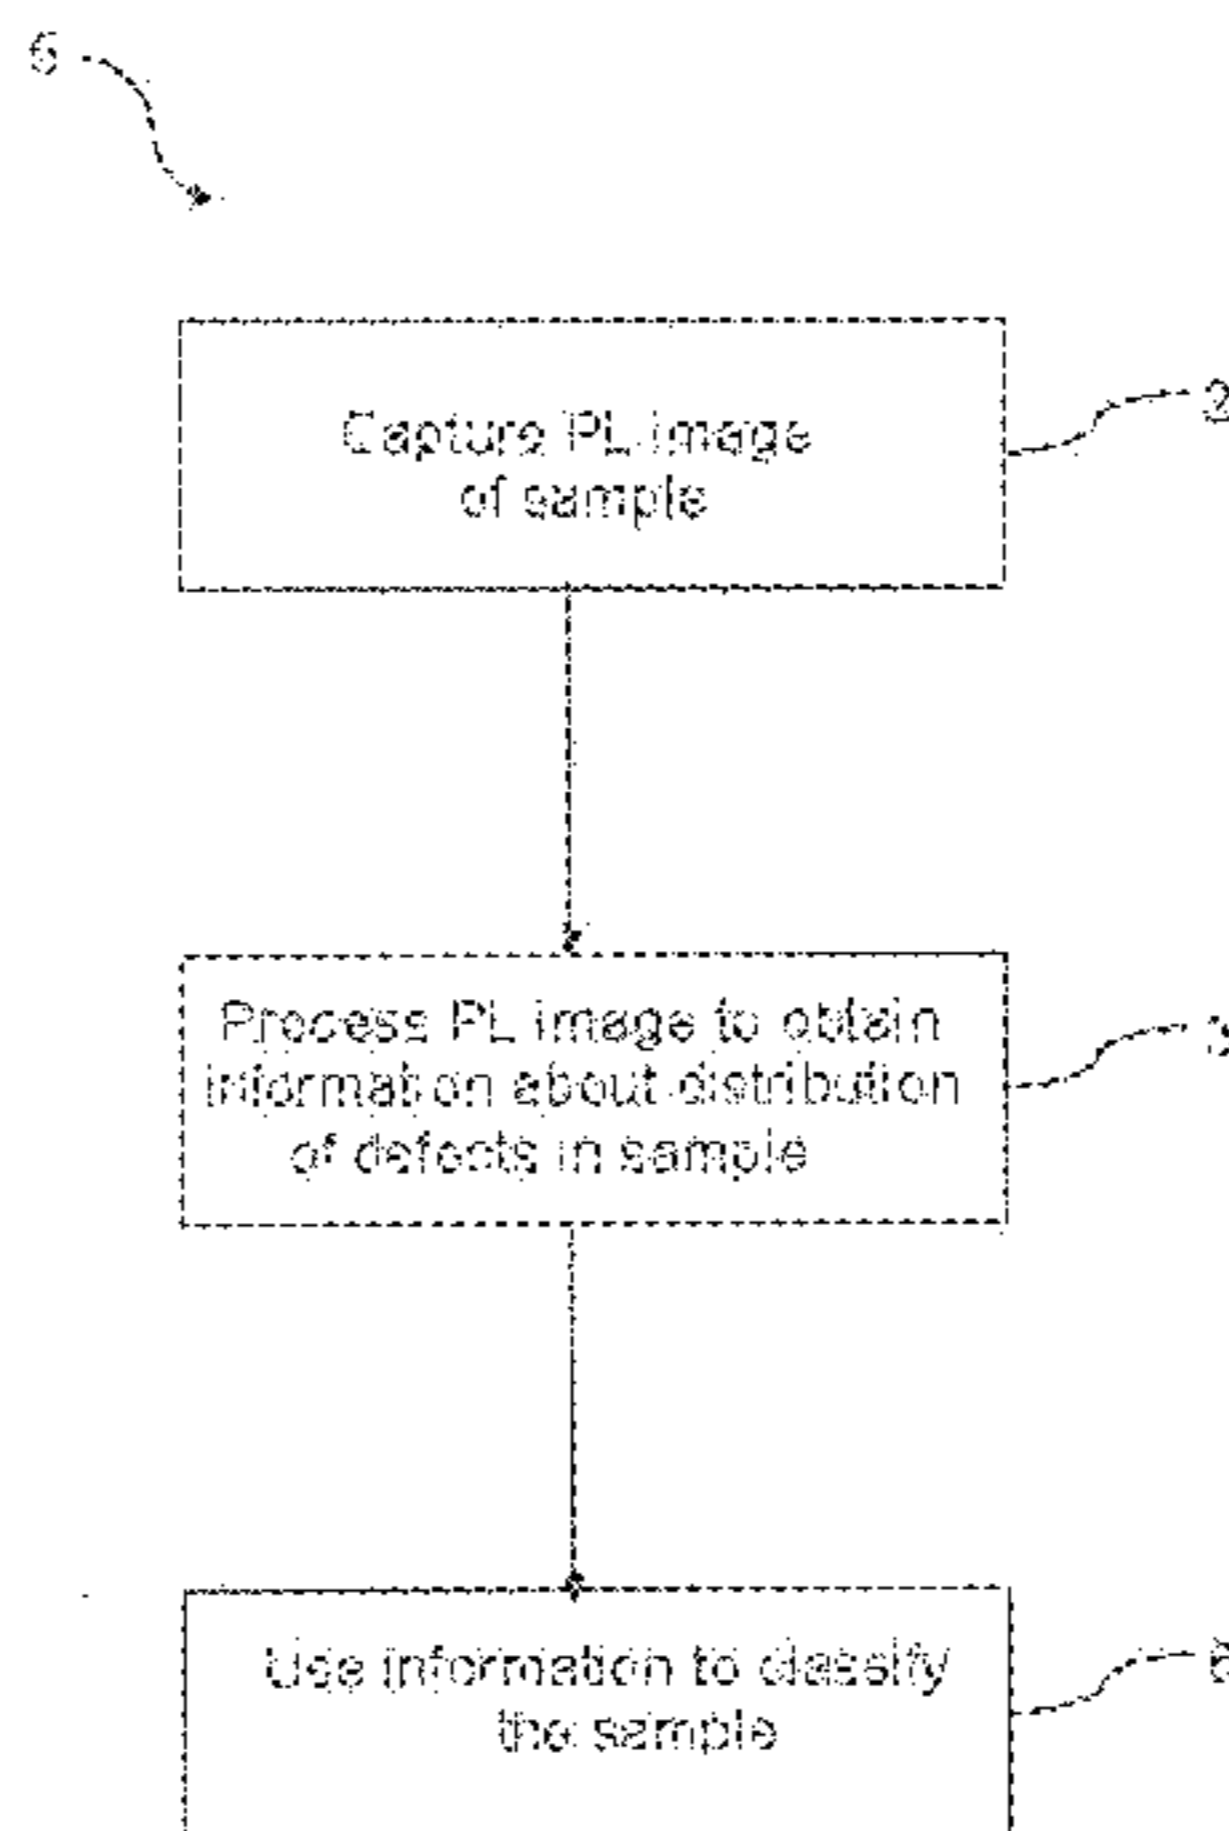 Capture PL image
of sample
2
Process PL image to obtain
information about distribution
of defects in sample
Use information to classify
the sample